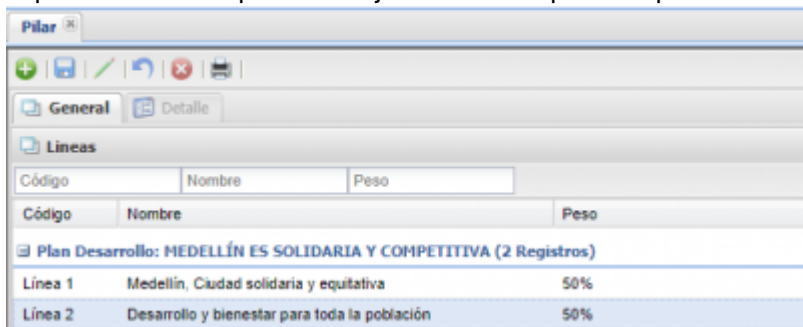 Pilar
General Detalle
Lineas
Código Nombre Peso
Código Nombre Peso
Plan Desarrollo: MEDELLÍN ES SOLIDARIA Y COMPETITIVA (2 Registros)
Línea 1 Medellín, Ciudad solidaria y equitativa 50%
Línea 2 Desarrollo y bienestar para toda la población 50%